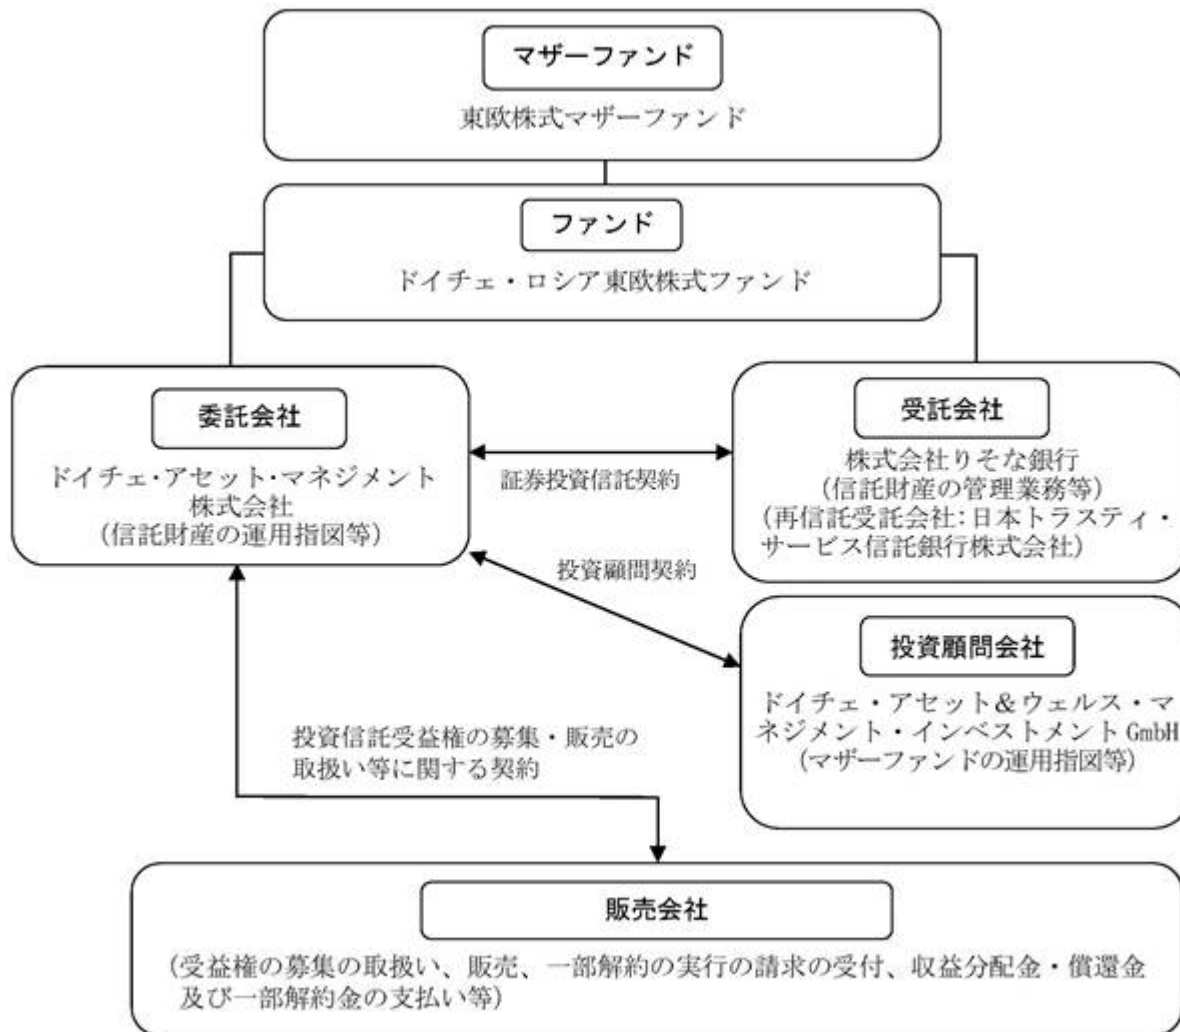 マザーファンド
東欧株式マザーファンド
ファンド
ドイチェ・ロシア東欧株式ファンド
委託会社
ドイチェ・アセット・マネジメント
株式会社
(信託財産の運用指図等)
証券投資信託契約
受託会社
株式会社りそな銀行
(信託財産の管理業務等)
(再信託受託会社:日本トラスティ・
サービス信託銀行株式会社)
投資顧問契約
投資顧問会社
ドイチェ・アセット&ウェルス・マ
ネジメント・インベストメント GmbH
(マザーファンドの運用指図等)
投資信託受益権の募集・販売の
取扱い等に関する契約
販売会社
(受益権の募集の取扱い、販売、一部解約の実行の請求の受付、収益分配金・償還金
及び一部解約金の支払い等)